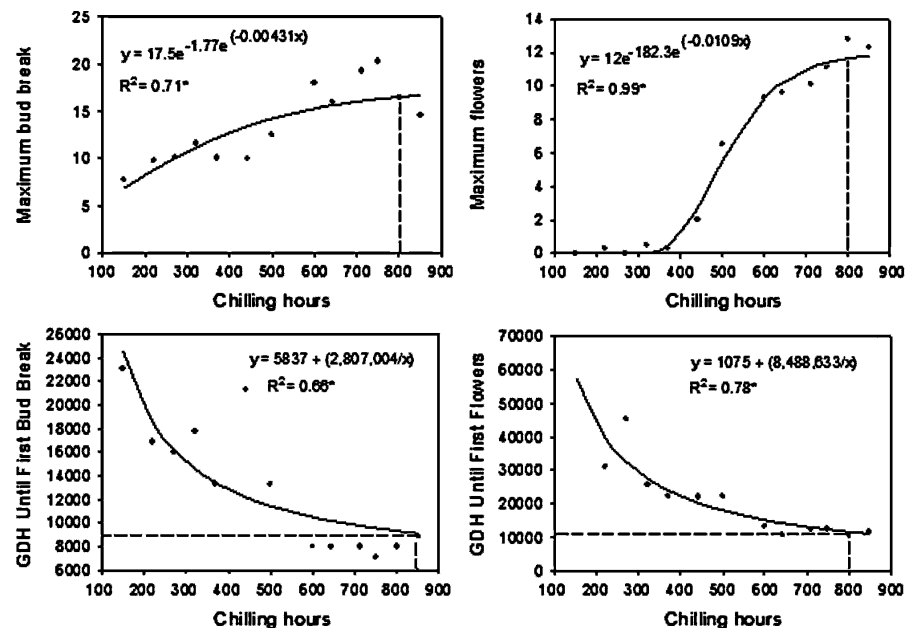 y = 17.5e^-1.77e^(-0.00431x)
R² = 0.71*
Maximum bud break
25
20
15
10
5
0
100 200 300 400 500 600 700 800 900
Chilling hours
y = 12e^-182.3e^(-0.0109x)
R² = 0.99*
Maximum flowers
14
12
10
8
6
4
2
0
100 200 300 400 500 600 700 800 900
Chilling hours
y = 5837 + (2,807,004/x)
R² = 0.66*
GDH Until First Bud Break
26000
24000
22000
20000
18000
16000
14000
12000
10000
8000
6000
100 200 300 400 500 600 700 800 900
Chilling hours
y = 1075 + (8,488,633/x)
R² = 0.78*
GDH Until First Flowers
70000
60000
50000
40000
30000
20000
10000
0
100 200 300 400 500 600 700 800 900
Chilling hours